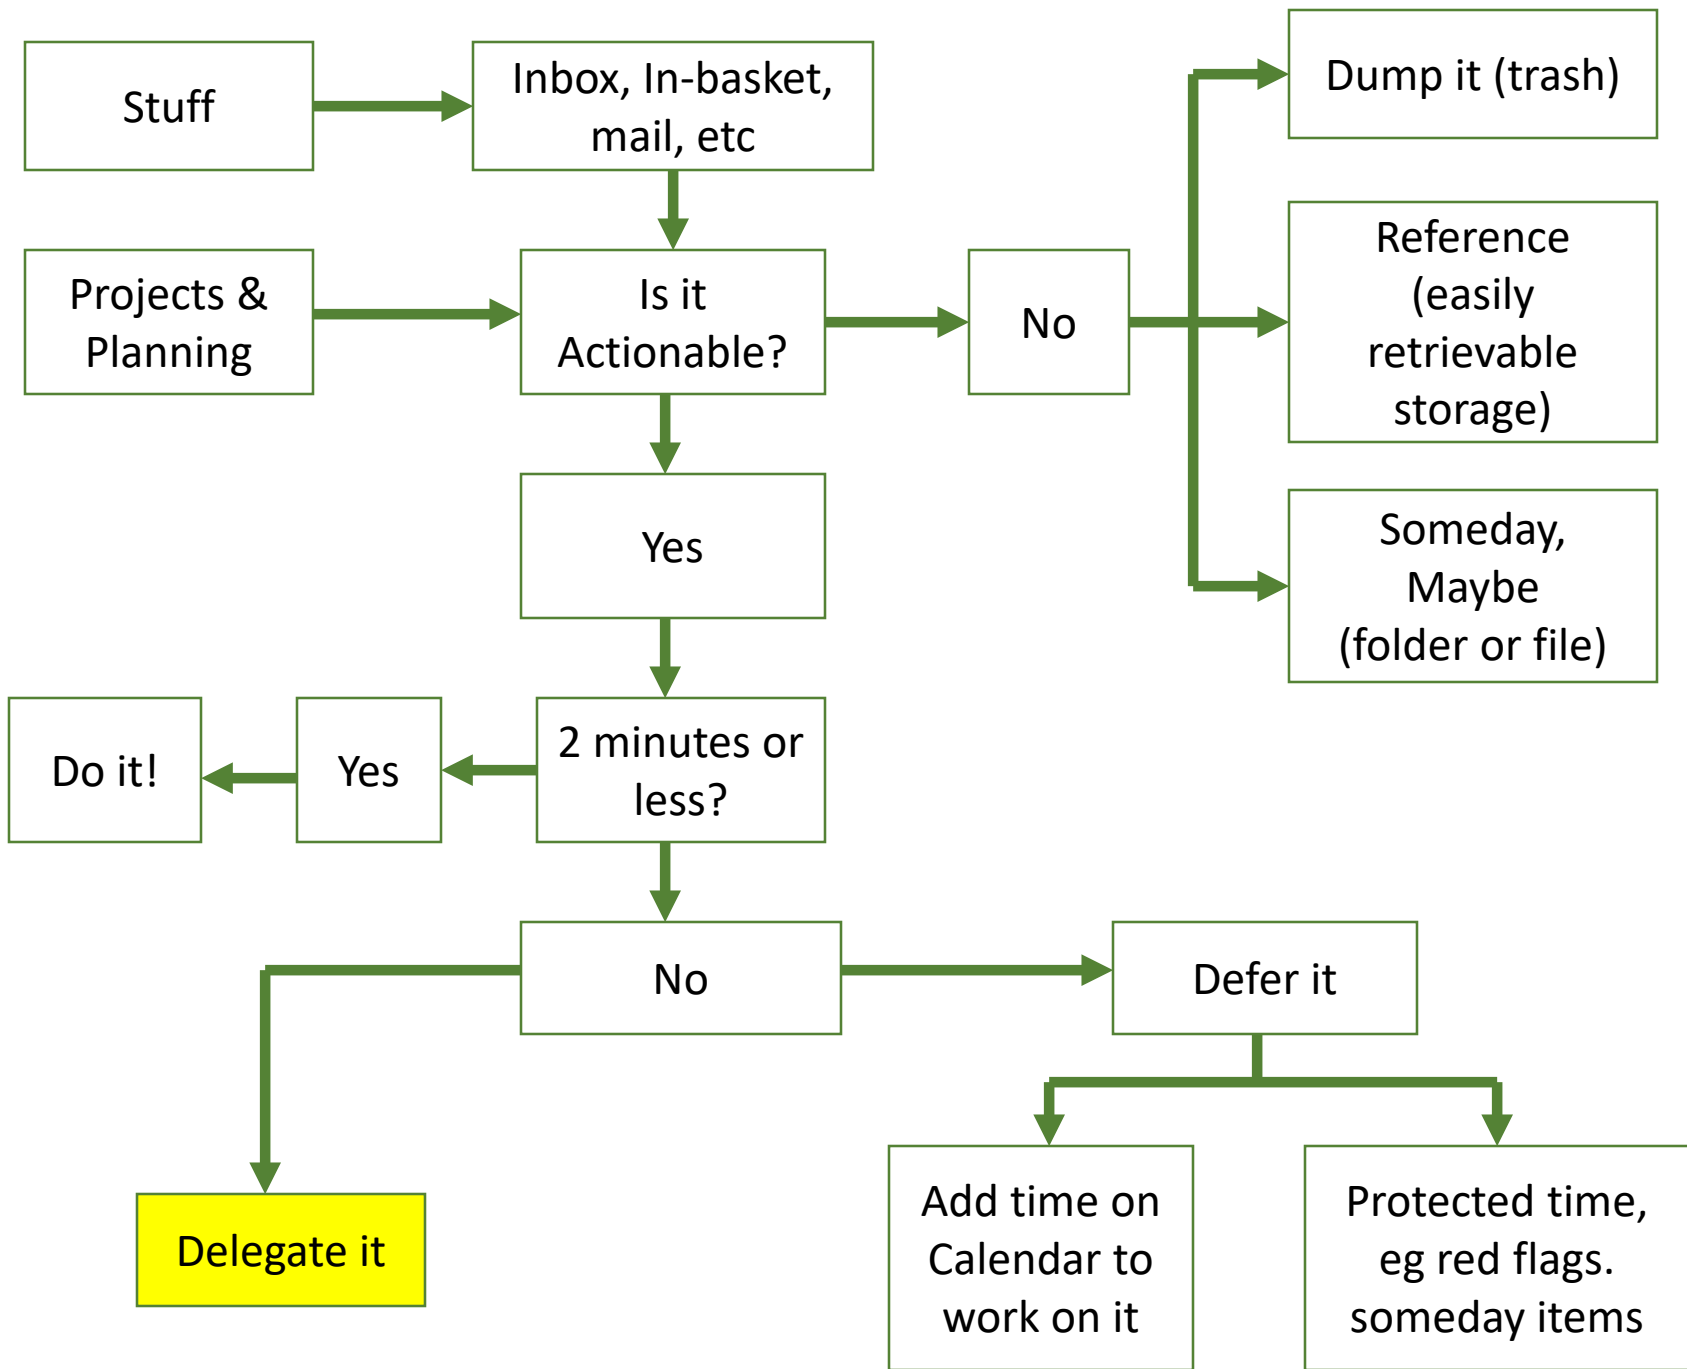 Stuff
Inbox, In-basket,
mail, etc
Dump it (trash)
Projects &
Planning
Is it
Actionable?
No
Reference
(easily
retrievable
storage)
Yes
Someday,
Maybe
(folder or file)
Do it!
Yes
2 minutes or
less?
No
Defer it
Delegate it
Add time on
Calendar to
work on it
Protected time,
eg red flags.
someday items